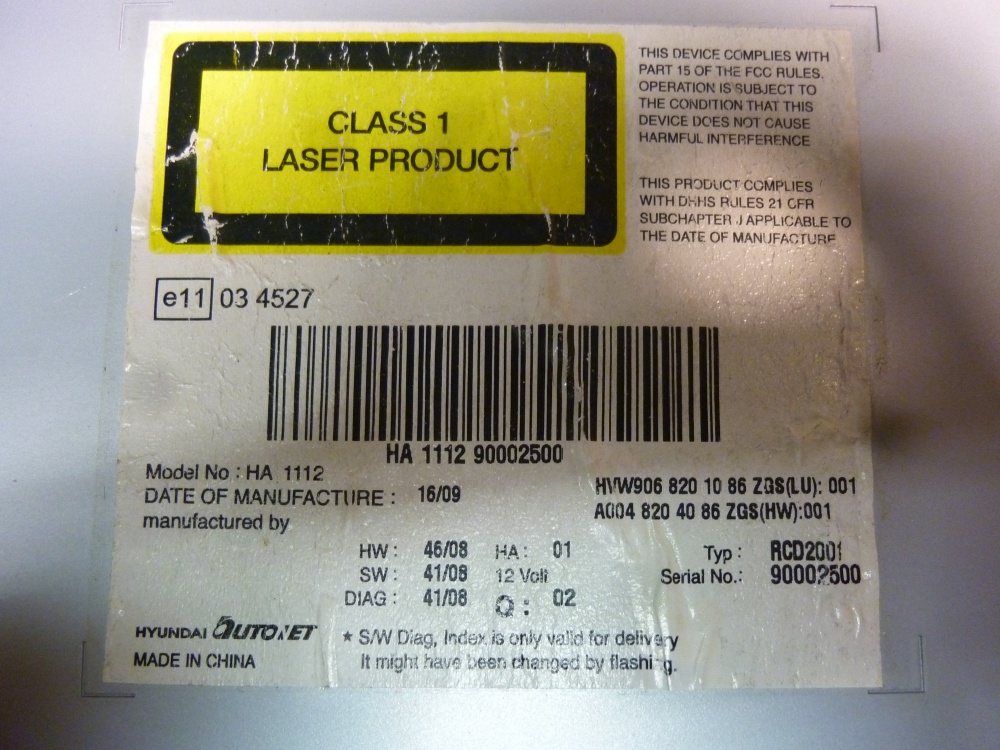 CLASS 1
LASER PRODUCT
THIS DEVICE COMPLIES WITH
PART 15 OF THE FCC RULES.
OPERATION IS SUBJECT TO
THE CONDITION THAT THIS
DEVICE DOES NOT CAUSE
HARMFUL INTERFERENCE
THIS PRODUCT COMPLIES
WITH DHHS RULES 21 CFR
SUBCHAPTER J APPLICABLE TO
THE DATE OF MANUFACTURE
e11 03 4527
HA 1112 90002500
Model No : HA 1112
DATE OF MANUFACTURE : 16/09
manufactured by
HVW906 820 10 86 ZGS(LU): 001
A004 820 40 86 ZGS(HW):001
HW : 46/08 HA : 01
SW : 41/08 12 Volt
DIAG : 41/08 Q : 02
Typ : RCD2001
Serial No.: 90002500
HYUNDAI AUTONET
MADE IN CHINA
* S/W Diag, Index is only valid for delivery
It might have been changed by flashing.